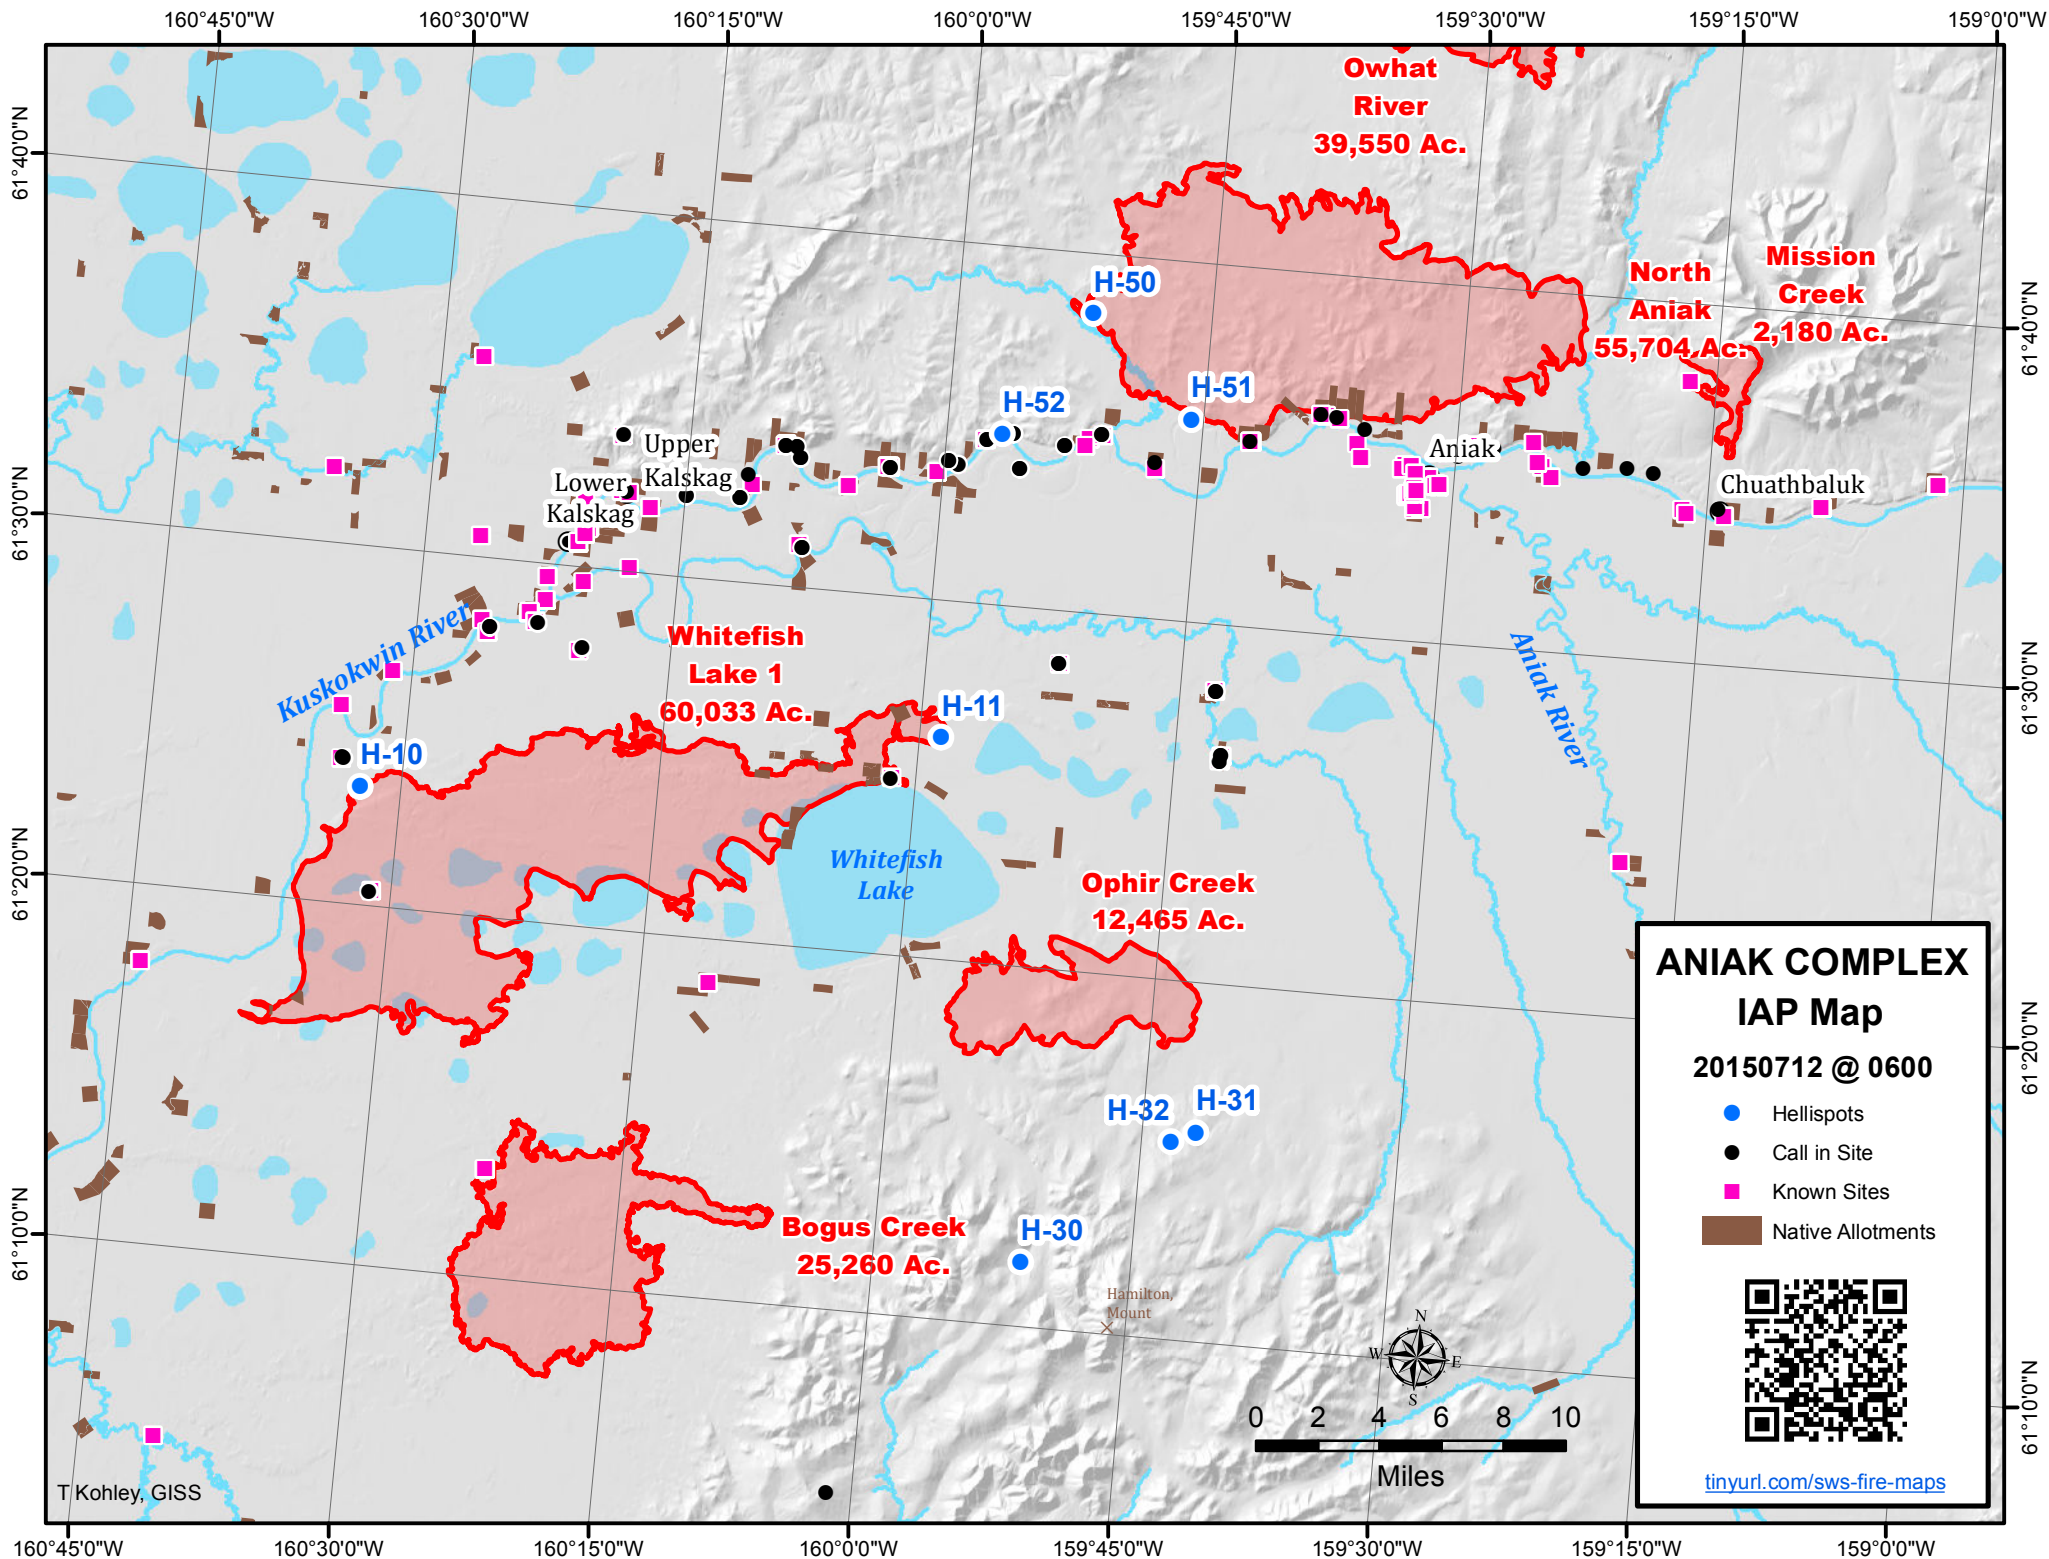 160°45'0"W
160°30'0"W
160°15'0"W
160°0'0"W
159°45'0"W
159°30'0"W
159°15'0"W
159°0'0"W
61°40'0"N
61°30'0"N
61°20'0"N
61°10'0"N
61°40'0"N
61°30'0"N
61°20'0"N
61°10'0"N
Owhat
River
39,550 Ac.
North
Aniak
55,704 Ac.
Mission
Creek
2,180 Ac.
H-50
H-51
H-52
Upper
Kalskag
Lower
Kalskag
Aniak
Chuathbaluk
Kuskokwin River
Aniak River
Whitefish
Lake 1
60,033 Ac.
H-11
H-10
Whitefish
Lake
Ophir Creek
12,465 Ac.
H-32
H-31
Bogus Creek
25,260 Ac.
H-30
Hamilton,
Mount
N
W
E
S
0 2 4 6 8 10
Miles
ANIAK COMPLEX
IAP Map
20150712 @ 0600
Hellispots
Call in Site
Known Sites
Native Allotments
tinyurl.com/sws-fire-maps
T Kohley, GISS
160°45'0"W
160°30'0"W
160°15'0"W
160°0'0"W
159°45'0"W
159°30'0"W
159°15'0"W
159°0'0"W